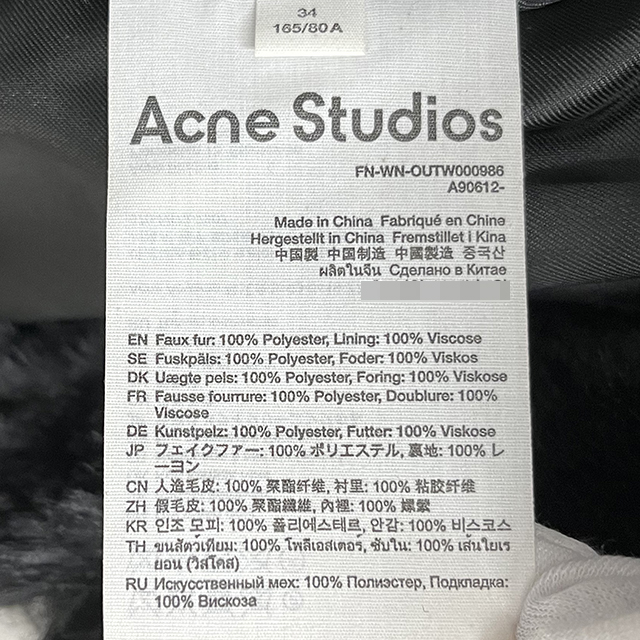 34
165/80A
Acne Studios
FN-WN-OUTW000986
A90612-
Made in China Fabriqué en Chine
Hergestellt in China Fremstillet i Kina
中国製 中国制造 中國製造 중국산
ผลิตในจีน Сделано в Китае
EN Faux fur: 100% Polyester, Lining: 100% Viscose
SE Fuskpäls: 100% Polyester, Foder: 100% Viskos
DK Uægte pels: 100% Polyester, Foring: 100% Viskose
FR Fausse fourrure: 100% Polyester, Doublure: 100%
Viscose
DE Kunstpelz: 100% Polyester, Futter: 100% Viskose
JP フェイクファー: 100% ポリエステル, 裏地: 100% レ
ーヨン
CN 人造毛皮: 100% 聚酯纤维, 衬里: 100% 粘胶纤维
ZH 假毛皮: 100% 聚酯纖維, 內裡: 100% 嫘縈
KR 인조 모피: 100% 폴리에스테르, 안감: 100% 비스코스
TH ขนสัตว์เทียม: 100% โพลีเอสเตอร์, ซับใน: 100% เส้นใยเร
ยอน (วิสโคส)
RU Искусственный мех: 100% Полиэстер, Подкладка:
100% Вискоза